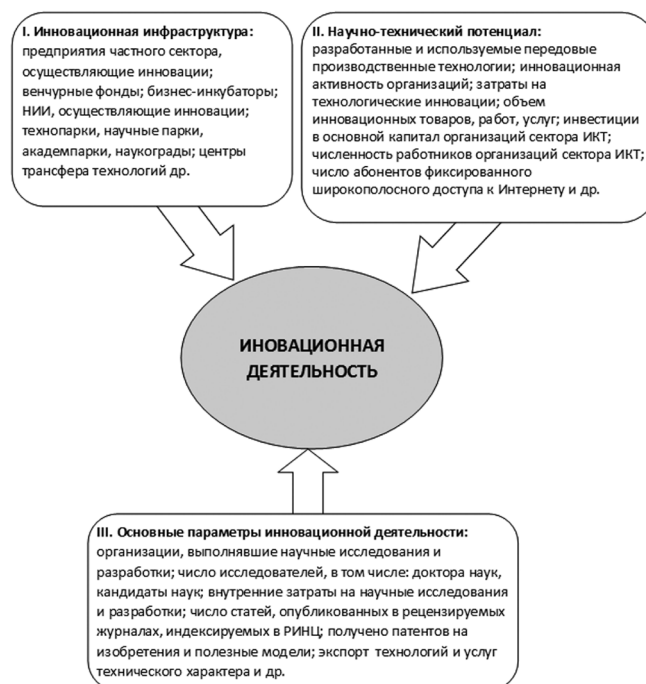 I. Инновационная инфраструктура:
предприятия частного сектора,
осуществляющие инновации;
венчурные фонды; бизнес-инкубаторы;
НИИ, осуществляющие инновации;
технопарки, научные парки,
академпарки, наукограды; центры
трансфера технологий др.
II. Научно-технический потенциал:
разработанные и используемые передовые
производственные технологии; инновационная
активность организаций; затраты на
технологические инновации; объем
инновационных товаров, работ, услуг; инвестиции
в основной капитал организаций сектора ИКТ;
численность работников организаций сектора ИКТ;
число абонентов фиксированного
широкополосного доступа к Интернету и др.
ИНОВАЦИОННАЯ
ДЕЯТЕЛЬНОСТЬ
III. Основные параметры инновационной деятельности:
организации, выполнявшие научные исследования и
разработки; число исследователей, в том числе: доктора наук,
кандидаты наук; внутренние затраты на научные исследования
и разработки; число статей, опубликованных в рецензируемых
журналах, индексируемых в РИНЦ; получено патентов на
изобретения и полезные модели; экспорт технологий и услуг
технического характера и др.